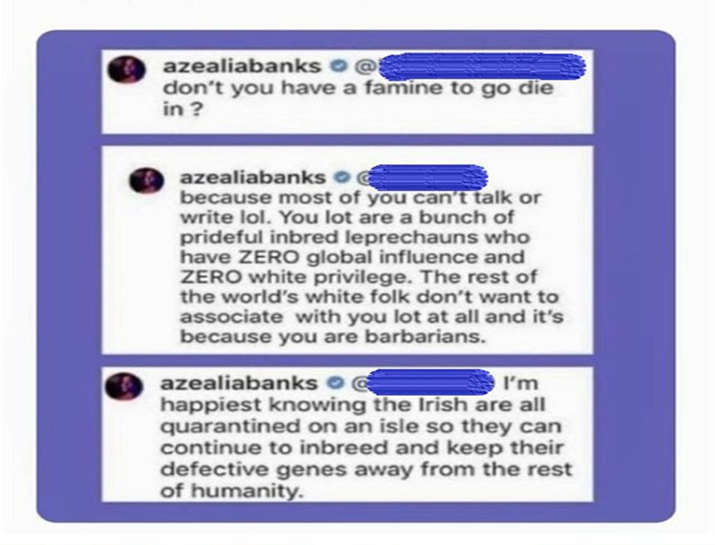 azealiabanks @
don't you have a famine to go die
in ?
azealiabanks @
because most of you can't talk or
write lol. You lot are a bunch of
prideful inbred leprechauns who
have ZERO global influence and
ZERO white privilege. The rest of
the world's white folk don't want to
associate with you lot at all and it's
because you are barbarians.
azealiabanks @ I'm
happiest knowing the Irish are all
quarantined on an isle so they can
continue to inbreed and keep their
defective genes away from the rest
of humanity.